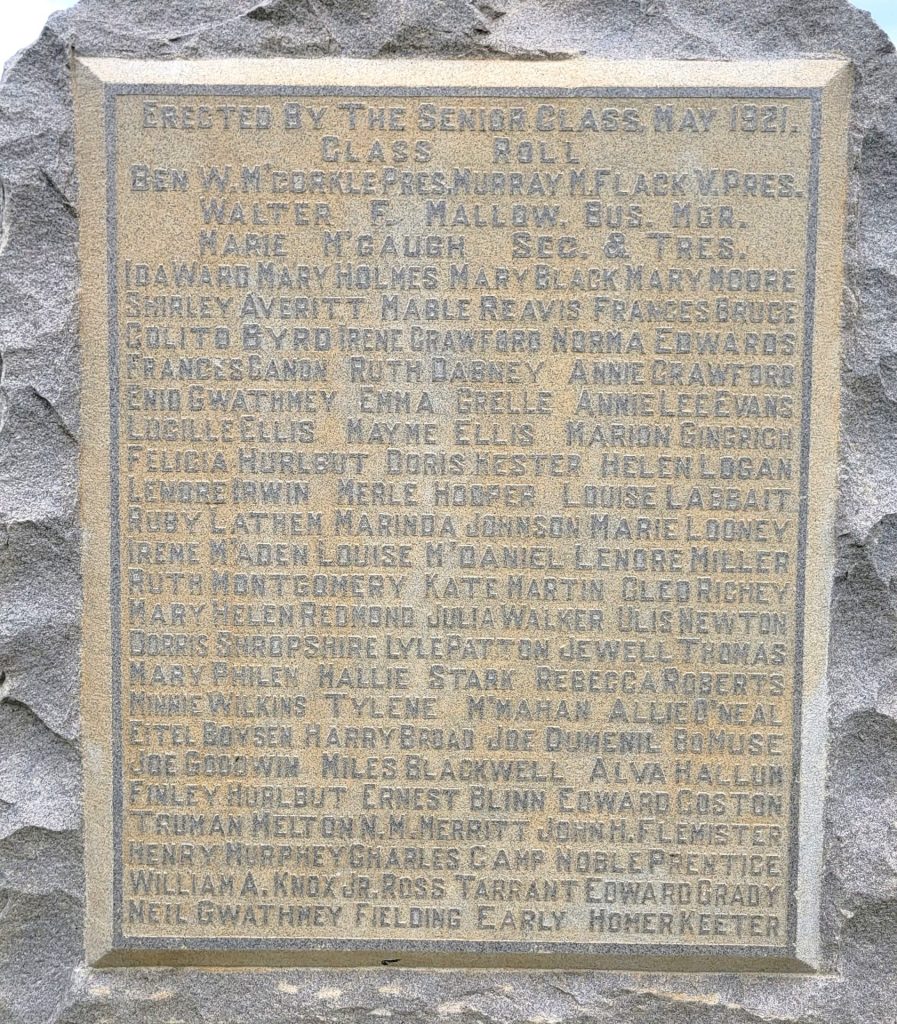 ERECTED BY THE SENIOR CLASS, MAY 1921.
CLASS ROLL
BEN W. M'CORKLE PRES. MURRAY M. FLACK V. PRES.
WALTER F. MALLOW, BUS. MGR.
MARIE M'GAUGH SEC. & TRES.
IDA WARD MARY HOLMES MARY BLACK MARY MOORE
SHIRLEY AVERITT MABLE REAVIS FRANCES BRUCE
COLITO BYRD IRENE CRAWFORD NORMA EDWARDS
FRANCES CANON RUTH DABNEY ANNIE CRAWFORD
ENID GWATHMEY EMMA GRELLE ANNIE LEE EVANS
LUCILLE ELLIS MAYME ELLIS MARION GINGRICH
FELICIA HURLBUT DORIS HESTER HELEN LOGAN
LENORE IRWIN MERLE HOOPER LOUISE LABBAIT
RUBY LATHEM MARINDA JOHNSON MARIE LOONEY
IRENE M'ADEN LOUISE M'DANIEL LENORE MILLER
RUTH MONTGOMERY KATE MARTIN CLEO RICHEY
MARY HELEN REDMOND JULIA WALKER ULIS NEWTON
DORRIS SHROPSHIRE LYLE PATTON JEWELL THOMAS
MARY PHILEN HALLIE STARK REBECCA ROBERTS
MINNIE WILKINS TYLENE M'MAHAN ALLIE O'NEAL
EITEL BOYSEN HARRY BROAD JOE DUMENIL BO MUSE
JOE GOODWIN MILES BLACKWELL ALVA HALLUM
FINLEY HURLBUT ERNEST BLINN EDWARD COSTON
TRUMAN MELTON N. M. MERRITT JOHN H. FLEMISTER
HENRY MURPHEY CHARLES CAMP NOBLE PRENTICE
WILLIAM A. KNOX JR. ROSS TARRANT EDWARD GRADY
NEIL GWATHMEY FIELDING EARLY HOMER KEETER